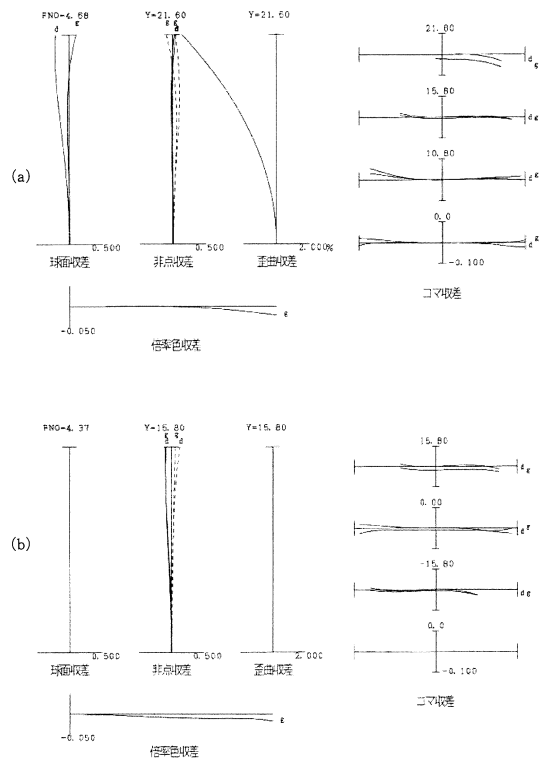 FNO=4.58
Y=21.60
Y=21.60
d
g
g
g
d
0.500
0.500
2.000%
球面収差
非点収差
歪曲収差
(a)
21.60
d
g
15.80
d g
10.80
d g
0.0
d g
-0.100
コマ収差
g
-0.050
倍率色収差
FNO=4.37
Y=15.80
Y=15.80
g g d
0.500
0.500
2.000
球面収差
非点収差
歪曲収差
(b)
15.80
d g
0.00
d g
-15.80
d g
0.0
-0.100
コマ収差
g
-0.050
倍率色収差